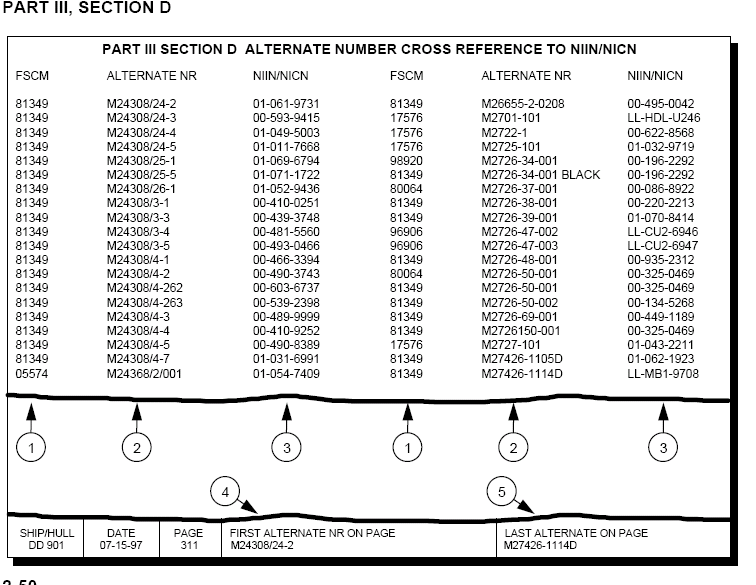 PART III, SECTION D
PART III SECTION D ALTERNATE NUMBER CROSS REFERENCE TO NIIN/NICN
FSCM ALTERNATE NR NIIN/NICN FSCM ALTERNATE NR NIIN/NICN
81349 M24308/24-2 01-061-9731 81349 M26655-2-0208 00-495-0042
81349 M24308/24-3 00-593-9415 17576 M2701-101 LL-HDL-U246
81349 M24308/24-4 01-049-5003 17576 M2722-1 00-622-8568
81349 M24308/24-5 01-011-7668 17576 M2725-101 01-032-9719
81349 M24308/25-1 01-069-6794 98920 M2726-34-001 00-196-2292
81349 M24308/25-5 01-071-1722 81349 M2726-34-001 BLACK 00-196-2292
81349 M24308/26-1 01-052-9436 80064 M2726-37-001 00-086-8922
81349 M24308/3-1 00-410-0251 81349 M2726-38-001 00-220-2213
81349 M24308/3-3 00-439-3748 81349 M2726-39-001 01-070-8414
81349 M24308/3-4 00-481-5560 96906 M2726-47-002 LL-CU2-6946
81349 M24308/3-5 00-493-0466 96906 M2726-47-003 LL-CU2-6947
81349 M24308/4-1 00-466-3394 81349 M2726-48-001 00-935-2312
81349 M24308/4-2 00-490-3743 80064 M2726-50-001 00-325-0469
81349 M24308/4-262 00-603-6737 81349 M2726-50-001 00-325-0469
81349 M24308/4-263 00-539-2398 81349 M2726-50-002 00-134-5268
81349 M24308/4-3 00-489-9999 81349 M2726-69-001 00-449-1189
81349 M24308/4-4 00-410-9252 81349 M2726150-001 00-325-0469
81349 M24308/4-5 00-490-8389 17576 M2727-101 01-043-2211
81349 M24308/4-7 01-031-6991 81349 M27426-1105D 01-062-1923
05574 M24368/2/001 01-054-7409 81349 M27426-1114D LL-MB1-9708
1 2 3 1 2 3
4 5
SHIP/HULL DATE PAGE FIRST ALTERNATE NR ON PAGE LAST ALTERNATE ON PAGE
DD 901 07-15-97 311 M24308/24-2 M27426-1114D